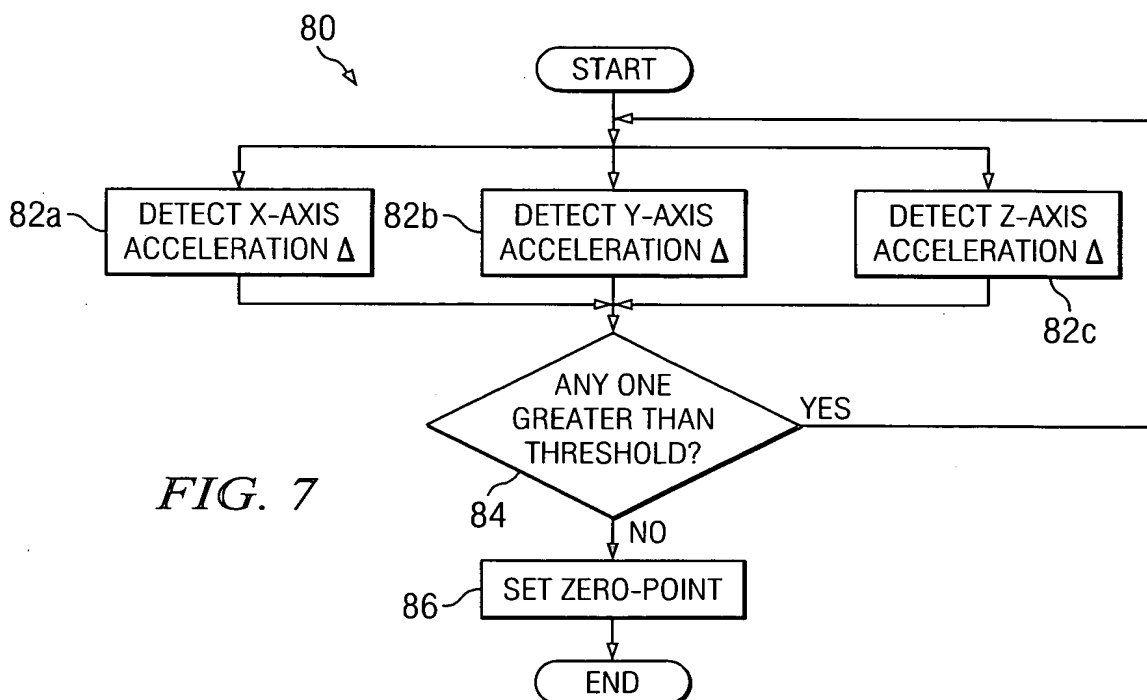 80
START
82a
DETECT X-AXIS
ACCELERATION Δ
82b
DETECT Y-AXIS
ACCELERATION Δ
DETECT Z-AXIS
ACCELERATION Δ
82c
ANY ONE
GREATER THAN
THRESHOLD?
YES
84
FIG. 7
NO
86
SET ZERO-POINT
END